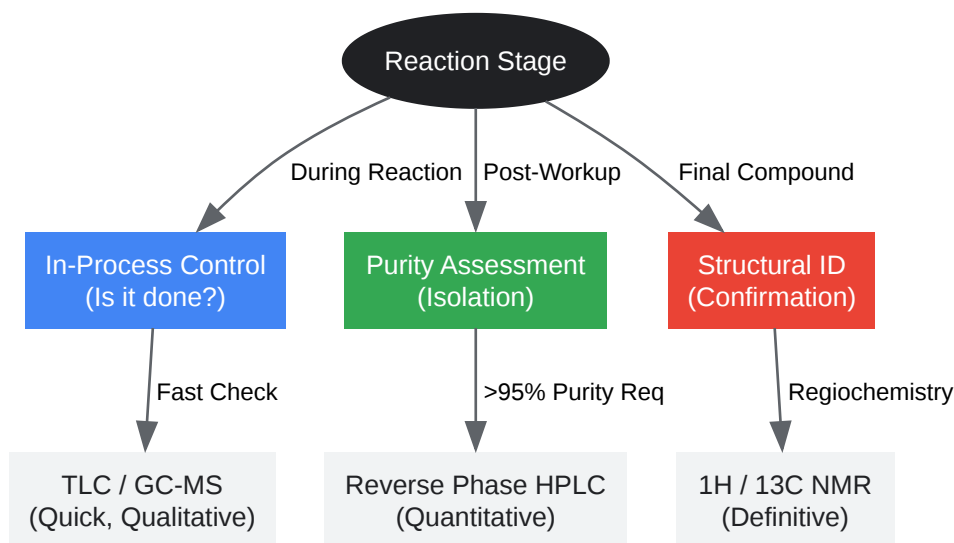 Reaction Stage
During Reaction
Post-Workup
Final Compound
In-Process Control
(Is it done?)
Purity Assessment
(Isolation)
Structural ID
(Confirmation)
Fast Check
>95% Purity Req
Regiochemistry
TLC / GC-MS
(Quick, Qualitative)
Reverse Phase HPLC
(Quantitative)
1H / 13C NMR
(Definitive)